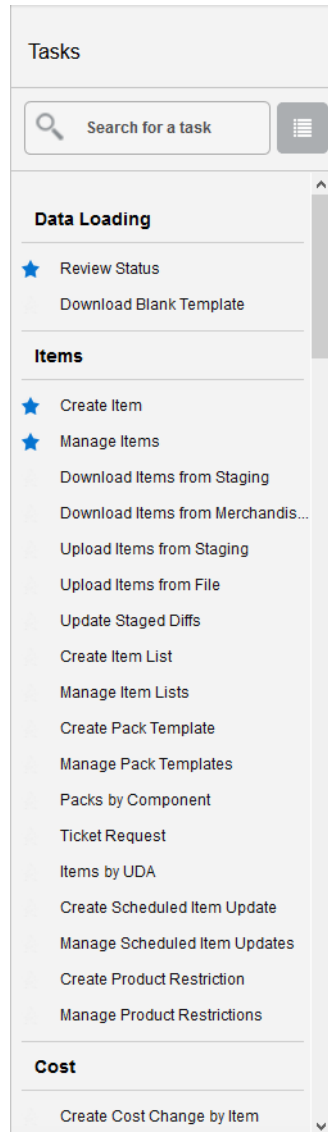 Tasks
Search for a task
Data Loading
Review Status
Download Blank Template
Items
Create Item
Manage Items
Download Items from Staging
Download Items from Merchandis...
Upload Items from Staging
Upload Items from File
Update Staged Diffs
Create Item List
Manage Item Lists
Create Pack Template
Manage Pack Templates
Packs by Component
Ticket Request
Items by UDA
Create Scheduled Item Update
Manage Scheduled Item Updates
Create Product Restriction
Manage Product Restrictions
Cost
Create Cost Change by Item